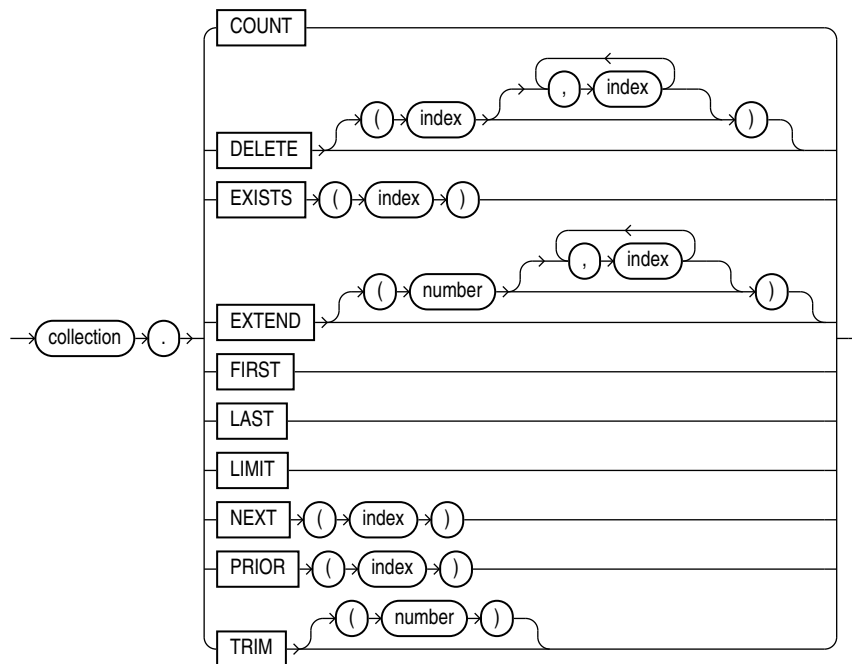 COUNT
, index
( index )
DELETE
EXISTS ( index )
, index
( number )
EXTEND
collection .
FIRST
LAST
LIMIT
NEXT ( index )
PRIOR ( index )
( number )
TRIM